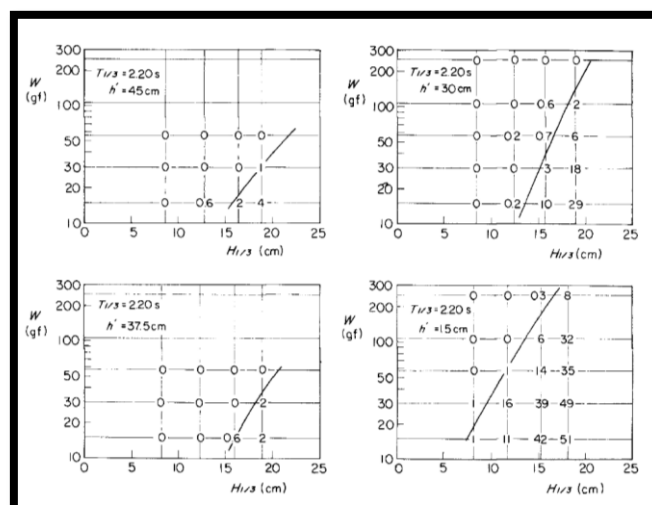 300
W 200
(gf)
T1/3 = 2.20 s
h' = 45 cm
100
50 0 0 0 0
30 0 0 0 1
20
0 0 6 2 4
10
0 5 10 15 20 25
H1/3 (cm)
300
0 0 0 0
W 200
(gf)
T1/3 = 2.20 s
h' = 30 cm
100 0 0 0 6 2
50 0 0 2 7 6
30 0 0 3 18
20
0 0 2 10 29
10
0 5 10 15 20 25
H1/3 (cm)
300
W 200
(gf)
T1/3 = 2.20 s
h' = 37.5 cm
100
50 0 0 0 0
30 0 0 0 2
20
0 0 0 6 2
10
0 5 10 15 20 25
H1/3 (cm)
300
0 0 0 3 8
W 200
(gf)
T1/3 = 2.20 s
h' = 15 cm
100 0 0 6 32
50 0 1 14 35
30 1 16 39 49
20
1 11 42 51
10
0 5 10 15 20 25
H1/3 (cm)